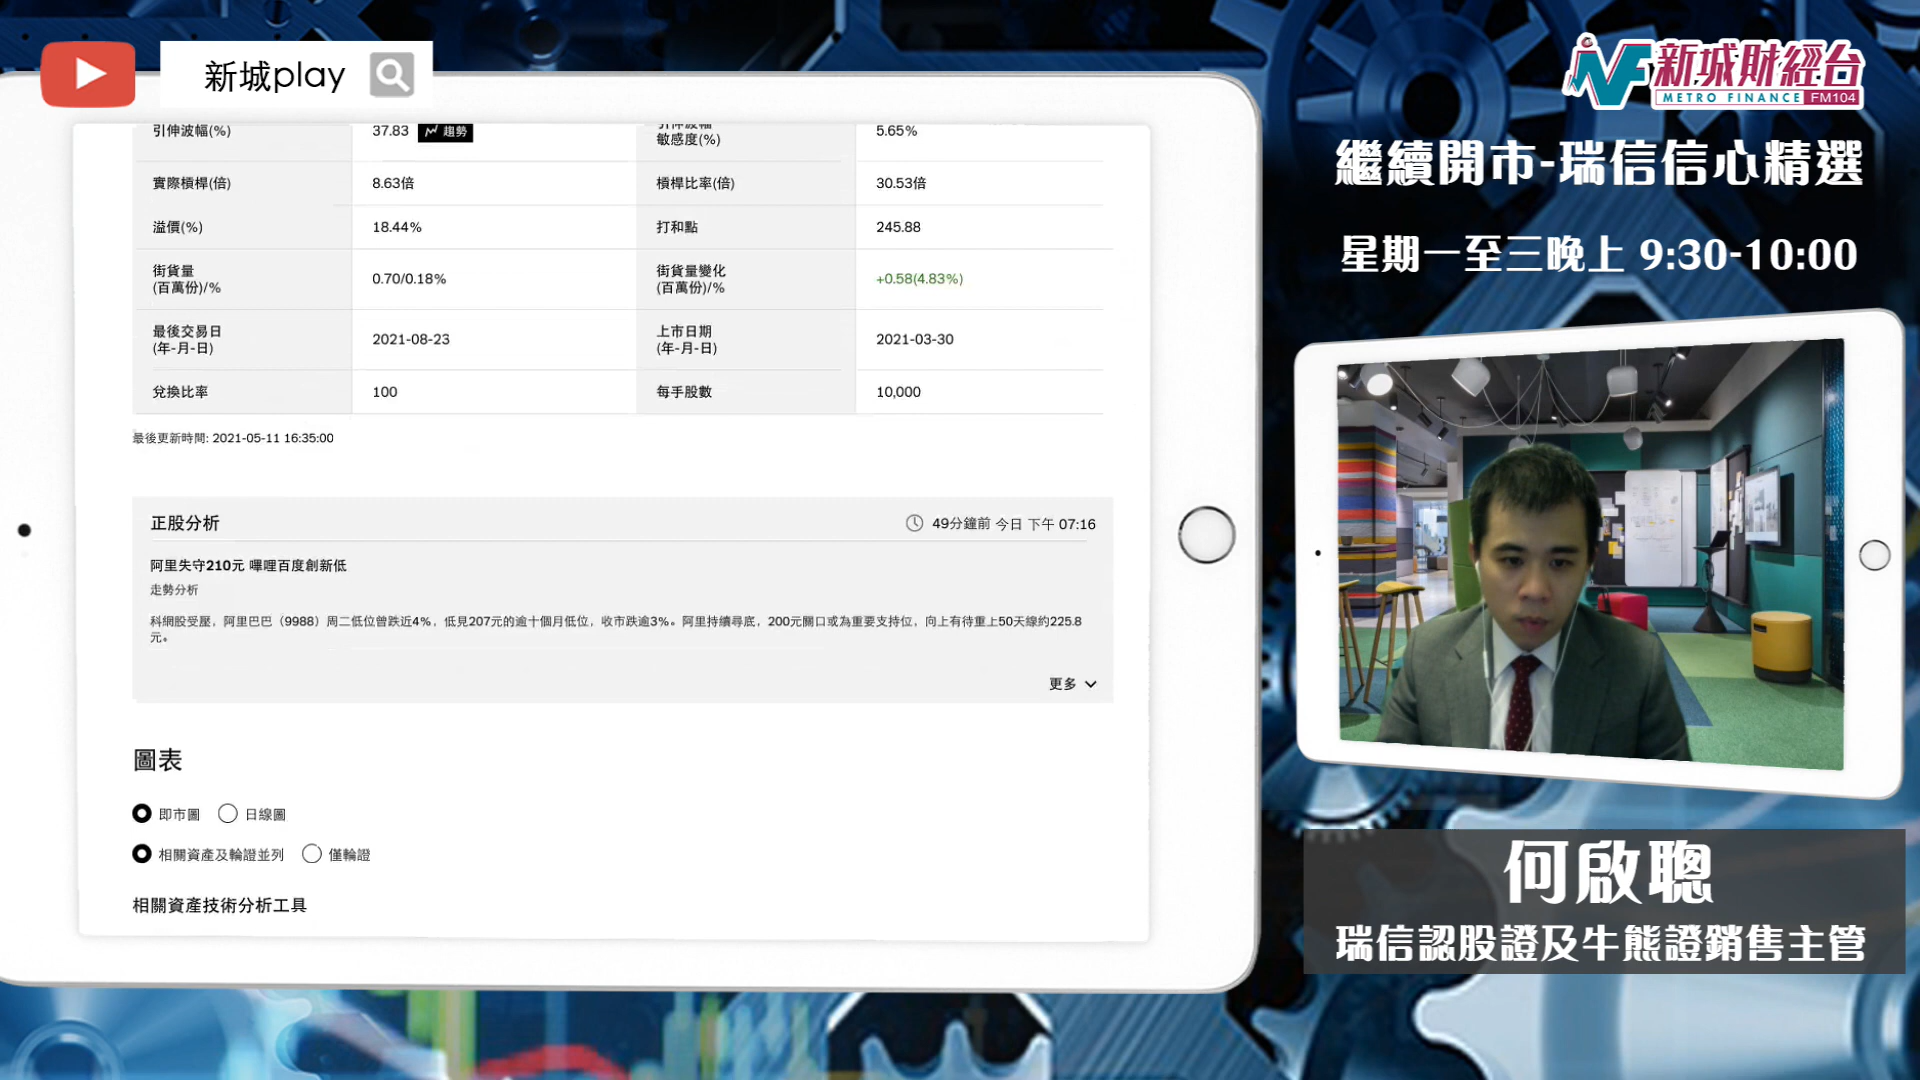 新城play
新城財經台
METRO FINANCE FM104
繼續開市-瑞信信心精選
星期一至三晚上 9:30-10:00
引伸波幅(%) 37.83 趨勢 引伸波幅敏感度(%) 5.65%
實際槓桿(倍) 8.63倍 槓桿比率(倍) 30.53倍
溢價(%) 18.44% 打和點 245.88
街貨量(百萬份)/% 0.70/0.18% 街貨量變化(百萬份)/% +0.58(4.83%)
最後交易日(年-月-日) 2021-08-23 上市日期(年-月-日) 2021-03-30
兌換比率 100 每手股數 10,000
最後更新時間: 2021-05-11 16:35:00
正股分析 49分鐘前 今日 下午 07:16
阿里失守210元 嗶哩百度創新低
走勢分析
科網股受壓，阿里巴巴（9988）周二低位曾跌近4%，低見207元的逾十個月低位，收市跌逾3%。阿里持續尋底，200元關口或為重要支持位，向上有待重上50天線約225.8
元。
更多
圖表
即市圖 日線圖
相關資產及輪證並列 僅輪證
相關資產技術分析工具
何啟聰
瑞信認股證及牛熊證銷售主管